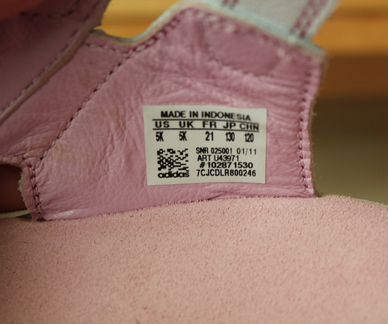 MADE IN INDONESIA
US UK FR JP CHN
5K 5K 21 130 120
SNR 025001 01/11
ART U43971
# 102871530
adidas 7CJCDLR800246